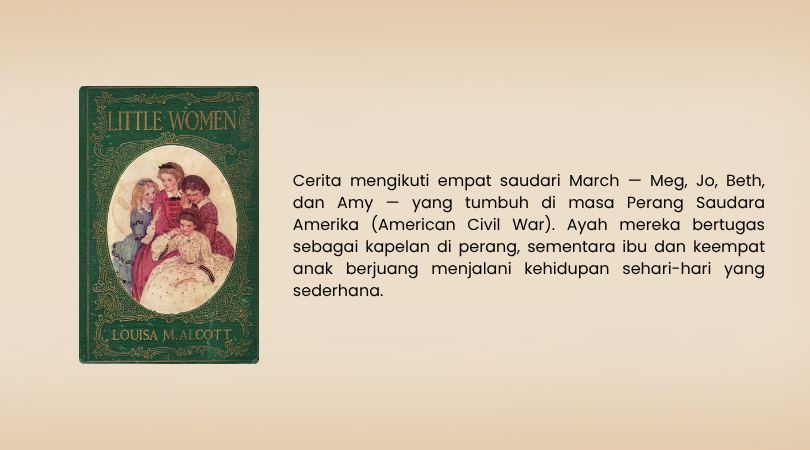 LITTLE WOMEN
LOUISA M. ALCOTT
Cerita mengikuti empat saudari March — Meg, Jo, Beth,
dan Amy — yang tumbuh di masa Perang Saudara
Amerika (American Civil War). Ayah mereka bertugas
sebagai kapelan di perang, sementara ibu dan keempat
anak berjuang menjalani kehidupan sehari-hari yang
sederhana.